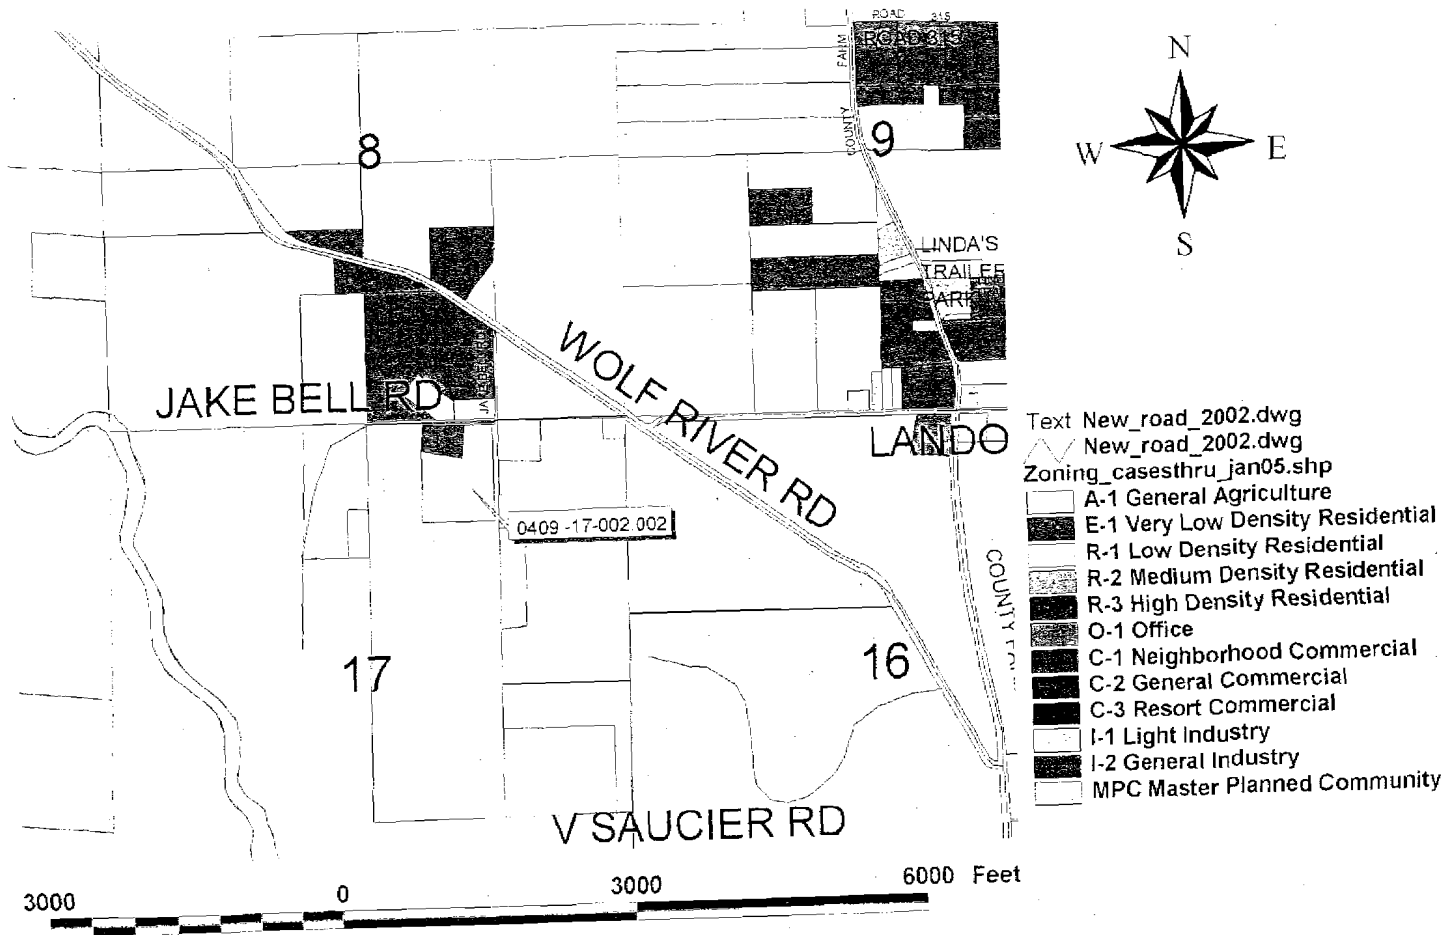 ROAD 315
ROAD 315
FARM
COUNTY
N
W
E
S
8
9
LINDA'S
TRAILER
PARK
WOLF RIVER RD
JAKE BELL RD
LANDO
0409 -17-002.002
COUNTY
17
16
V SAUCIER RD
Text New_road_2002.dwg
New_road_2002.dwg
Zoning_casesthru_jan05.shp
A-1 General Agriculture
E-1 Very Low Density Residential
R-1 Low Density Residential
R-2 Medium Density Residential
R-3 High Density Residential
O-1 Office
C-1 Neighborhood Commercial
C-2 General Commercial
C-3 Resort Commercial
I-1 Light Industry
I-2 General Industry
MPC Master Planned Community
3000 0 3000 6000 Feet